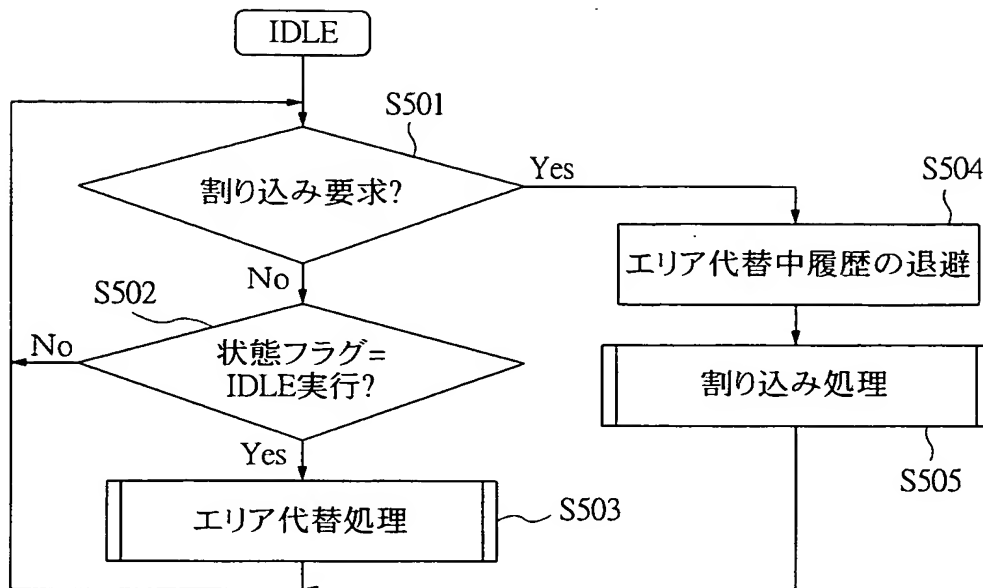 IDLE
S501
割り込み要求?
Yes
S504
エリア代替中履歴の退避
No
S502
No
状態フラグ=
IDLE実行?
割り込み処理
Yes
S505
エリア代替処理
S503